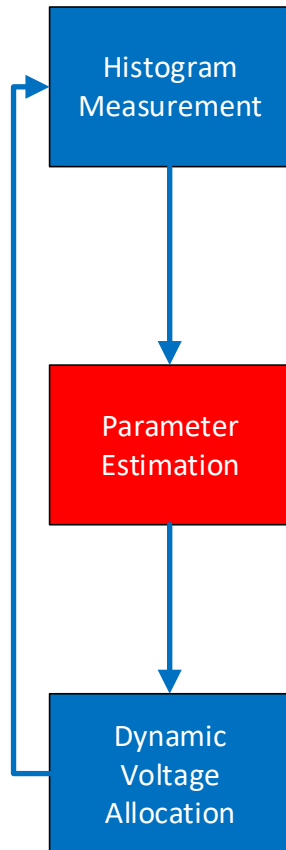 Histogram
Measurement
Parameter
Estimation
Dynamic
Voltage
Allocation